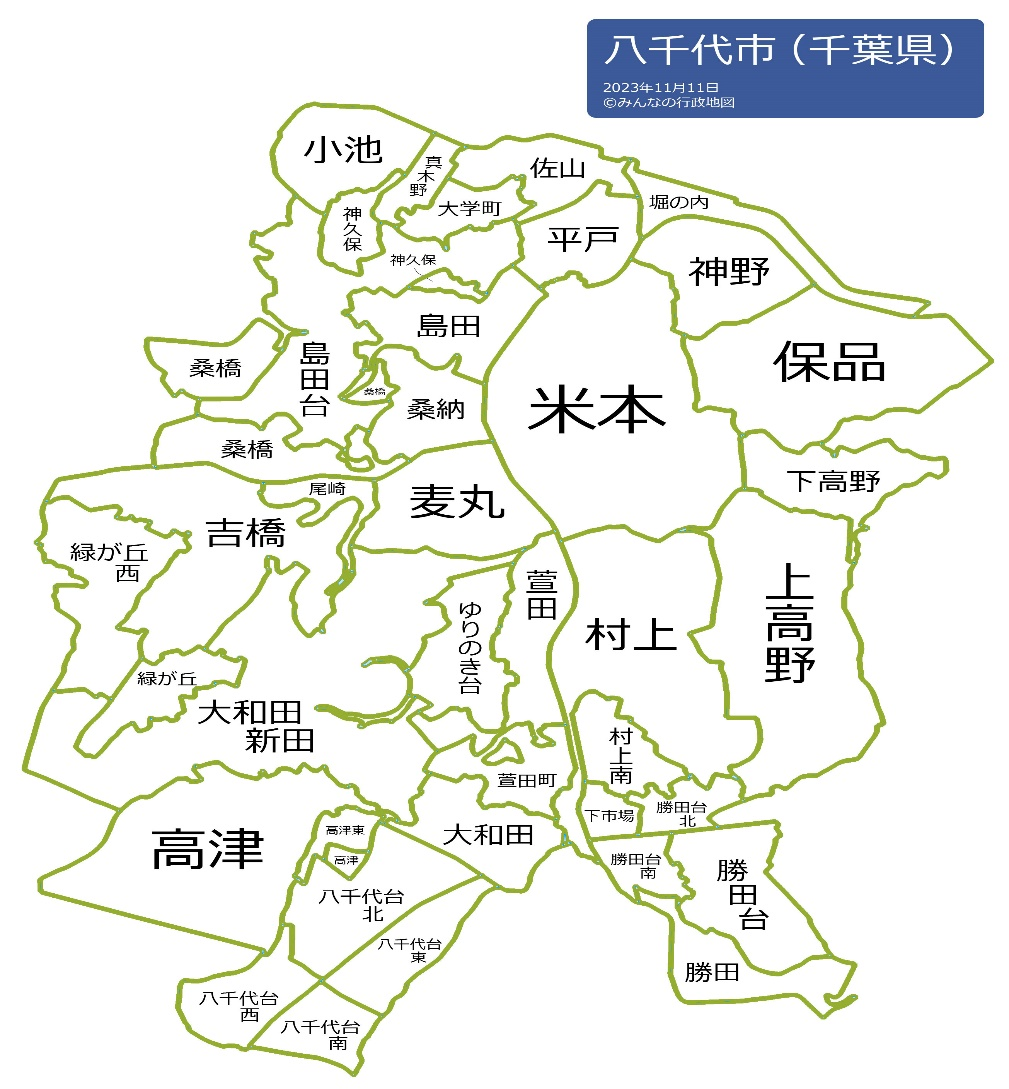 八千代市（千葉県）
2023年11月11日
©みんなの行政地図
小池
真木野
佐山
大学町
堀の内
神久保
平戸
神久保
神野
島田
保品
島田台
桑橋
桑橋
桑納
米本
桑橋
下高野
尾崎
麦丸
吉橋
緑が丘
西
萱田
上高野
ゆりのき台
村上
緑が丘
大和田
新田
村上南
萱田町
下市場
勝田台
北
高津東
大和田
高津
高津
勝田台
南
勝田台
八千代台
北
八千代台
東
勝田
八千代台
西
八千代台
南